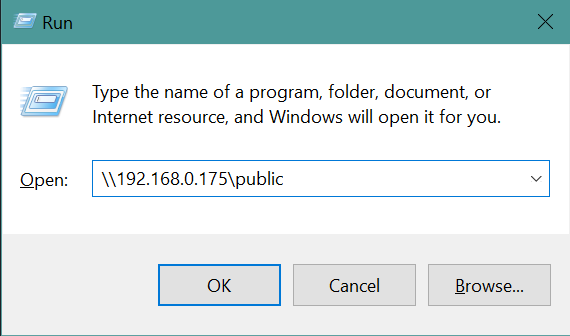 Run
Type the name of a program, folder, document, or
Internet resource, and Windows will open it for you.
Open: \\192.168.0.175\public
OK Cancel Browse...